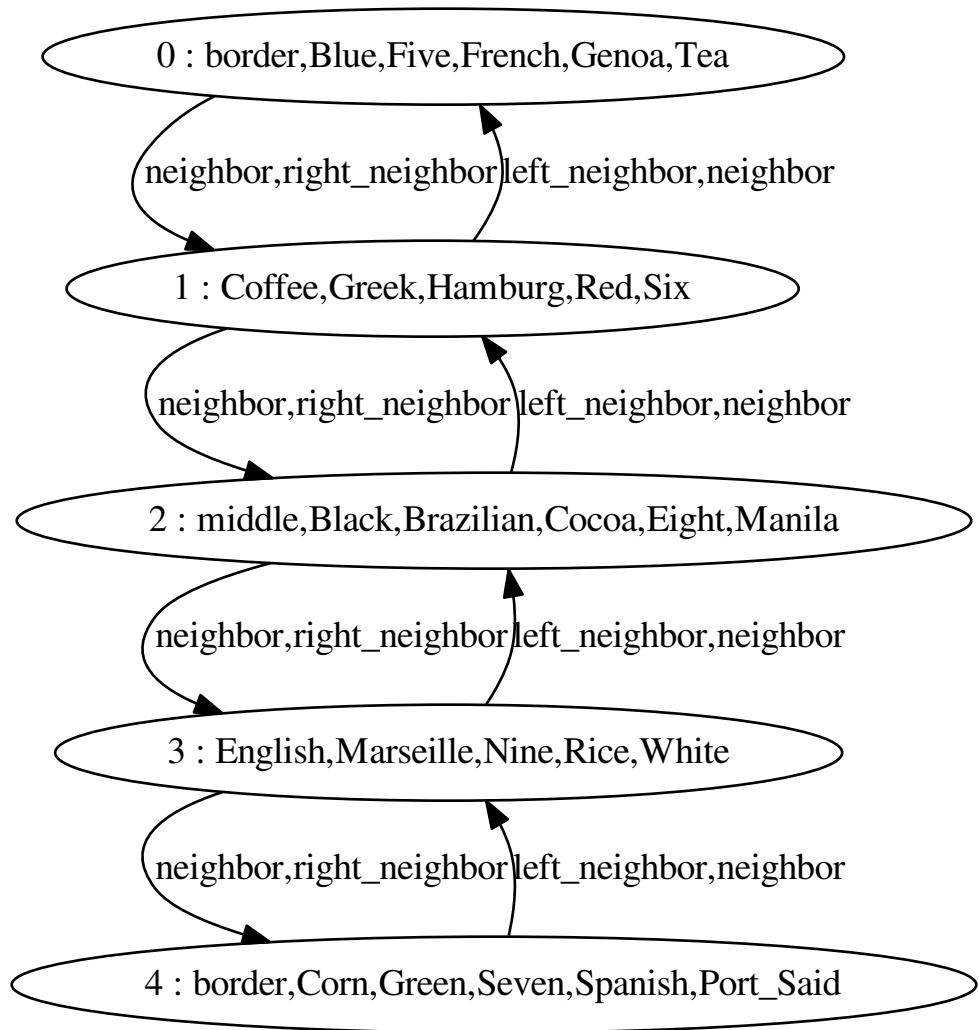 0 : border,Blue,Five,French,Genoa,Tea
neighbor,right_neighbor left_neighbor,neighbor
1 : Coffee,Greek,Hamburg,Red,Six
neighbor,right_neighbor left_neighbor,neighbor
2 : middle,Black,Brazilian,Cocoa,Eight,Manila
neighbor,right_neighbor left_neighbor,neighbor
3 : English,Marseille,Nine,Rice,White
neighbor,right_neighbor left_neighbor,neighbor
4 : border,Corn,Green,Seven,Spanish,Port_Said